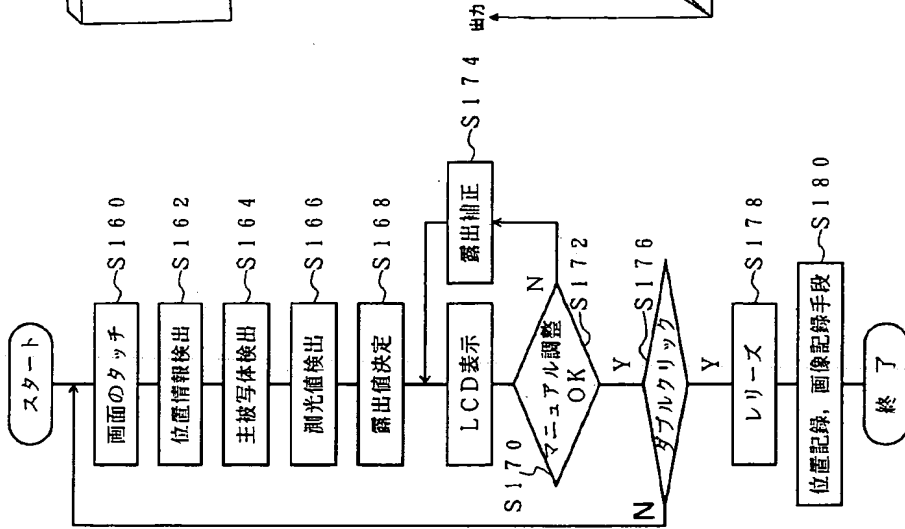 スタート
画面のタッチ ~S160
位置情報検出 ~S162
主被写体検出 ~S164
測光値検出 ~S166
露出値決定 ~S168
LCD表示
S170
マニュアル調整
OK
~S172
N
露出補正 ~S174
Y
ダブルクリック ~S176
N
Y
レリーズ ~S178
位置記録,画像記録手段 ~S180
終 了
出力